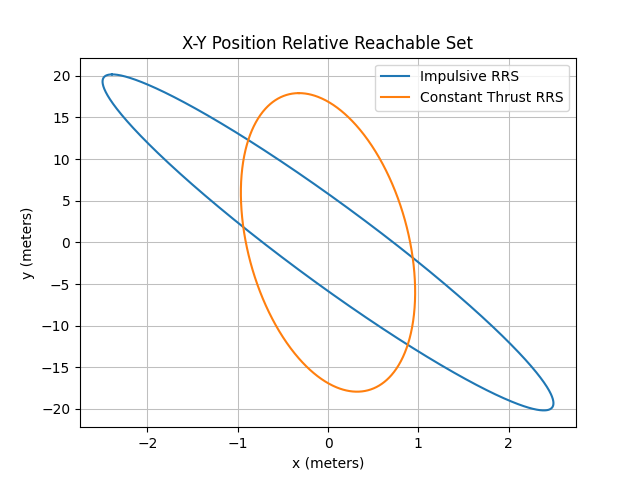 X-Y Position Relative Reachable Set
Impulsive RRS
Constant Thrust RRS
20
15
10
5
0
−5
−10
−15
−20
y (meters)
−2
−1
0
1
2
x (meters)